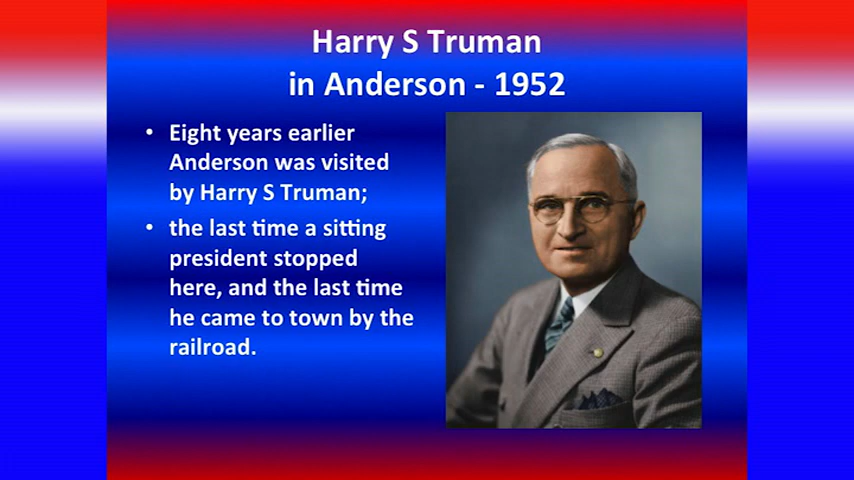 Harry S Truman
in Anderson - 1952
• Eight years earlier
Anderson was visited
by Harry S Truman;
• the last time a sitting
president stopped
here, and the last time
he came to town by the
railroad.